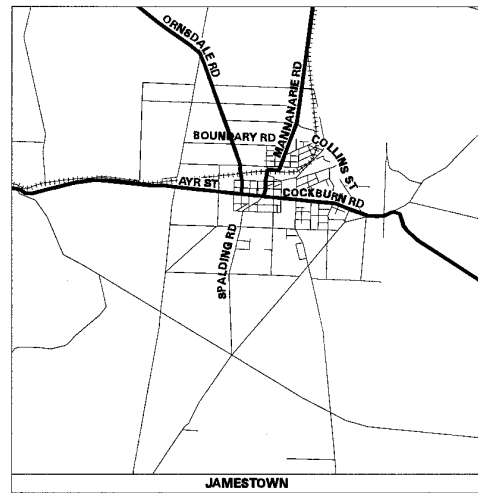 ORNSDALE RD
MANNANARIE RD
BOUNDARY RD
COLLINS ST
AYR ST
COCKBURN RD
SPALDING RD
JAMESTOWN